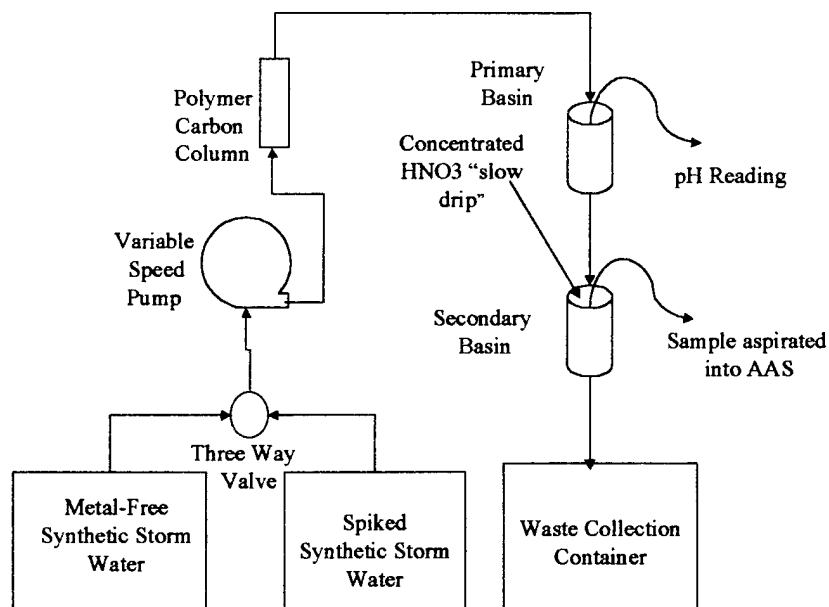 Polymer
Carbon
Column
Primary
Basin
Concentrated
HNO3 “slow
drip”
pH Reading
Variable
Speed
Pump
Secondary
Basin
Sample aspirated
into AAS
Three Way
Valve
Metal-Free
Synthetic Storm
Water
Spiked
Synthetic Storm
Water
Waste Collection
Container